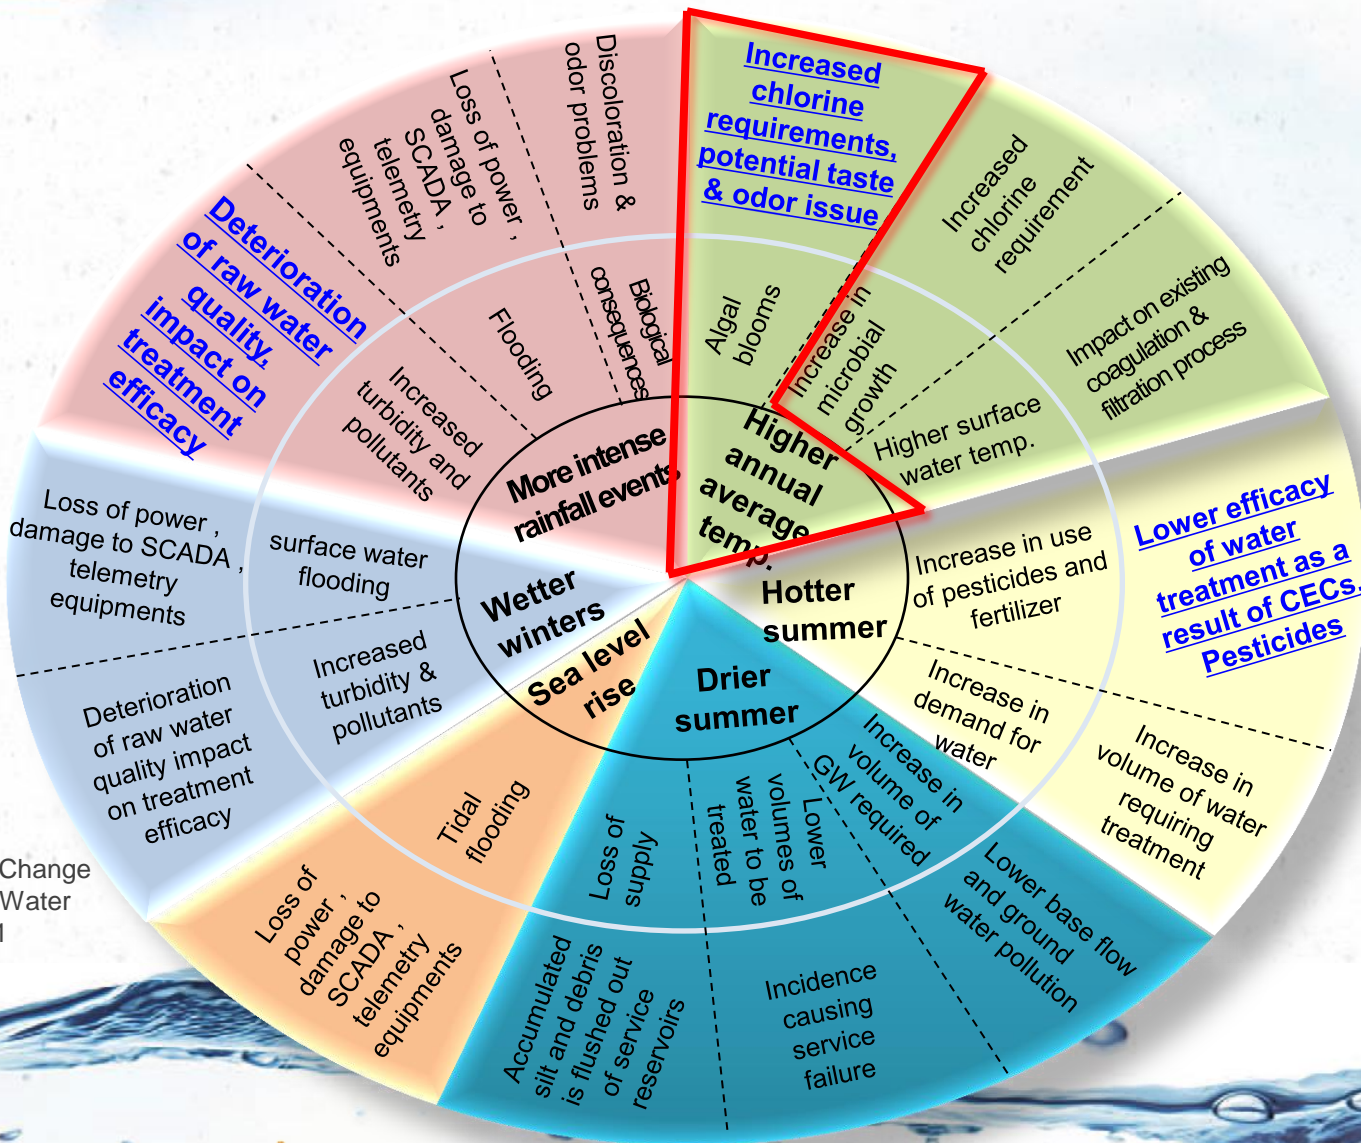 Increased
chlorine
requirements,
potential taste
& odor issue
Algal
blooms
Increased
chlorine
requirement
Increase in
microbial
growth
Impact on existing
coagulation &
filtration process
Higher surface
water temp.
Higher
annual
average
temp.
Lower efficacy
of water
treatment as a
result of CECs,
Pesticides
Increase in use
of pesticides and
fertilizer
Increase in
volume of water
requiring
treatment
Increase in
demand for
water
Hotter
summer
Lower base flow
and ground
water pollution
Increase in
volume of
GW required
Incidence
causing
service
failure
Lower
volumes of
water to be
treated
Accumulated
silt and debris
is flushed out
of service
reservoirs
Loss of
supply
Drier
summer
Loss of
power ,
damage to
SCADA ,
telemetry
equipments
Tidal
flooding
Sea level
rise
Deterioration
of raw water
quality impact
on treatment
efficacy
Increased
turbidity &
pollutants
Loss of power ,
damage to SCADA ,
telemetry
equipments
surface water
flooding
Wetter
winters
Deterioration
of raw water
quality,
impact on
treatment
efficacy
Increased
turbidity and
pollutants
Loss of power ,
damage to
SCADA ,
telemetry
equipments
Flooding
Discoloration &
odor problems
Biological
consequences
More intense
rainfall events
Change
Water